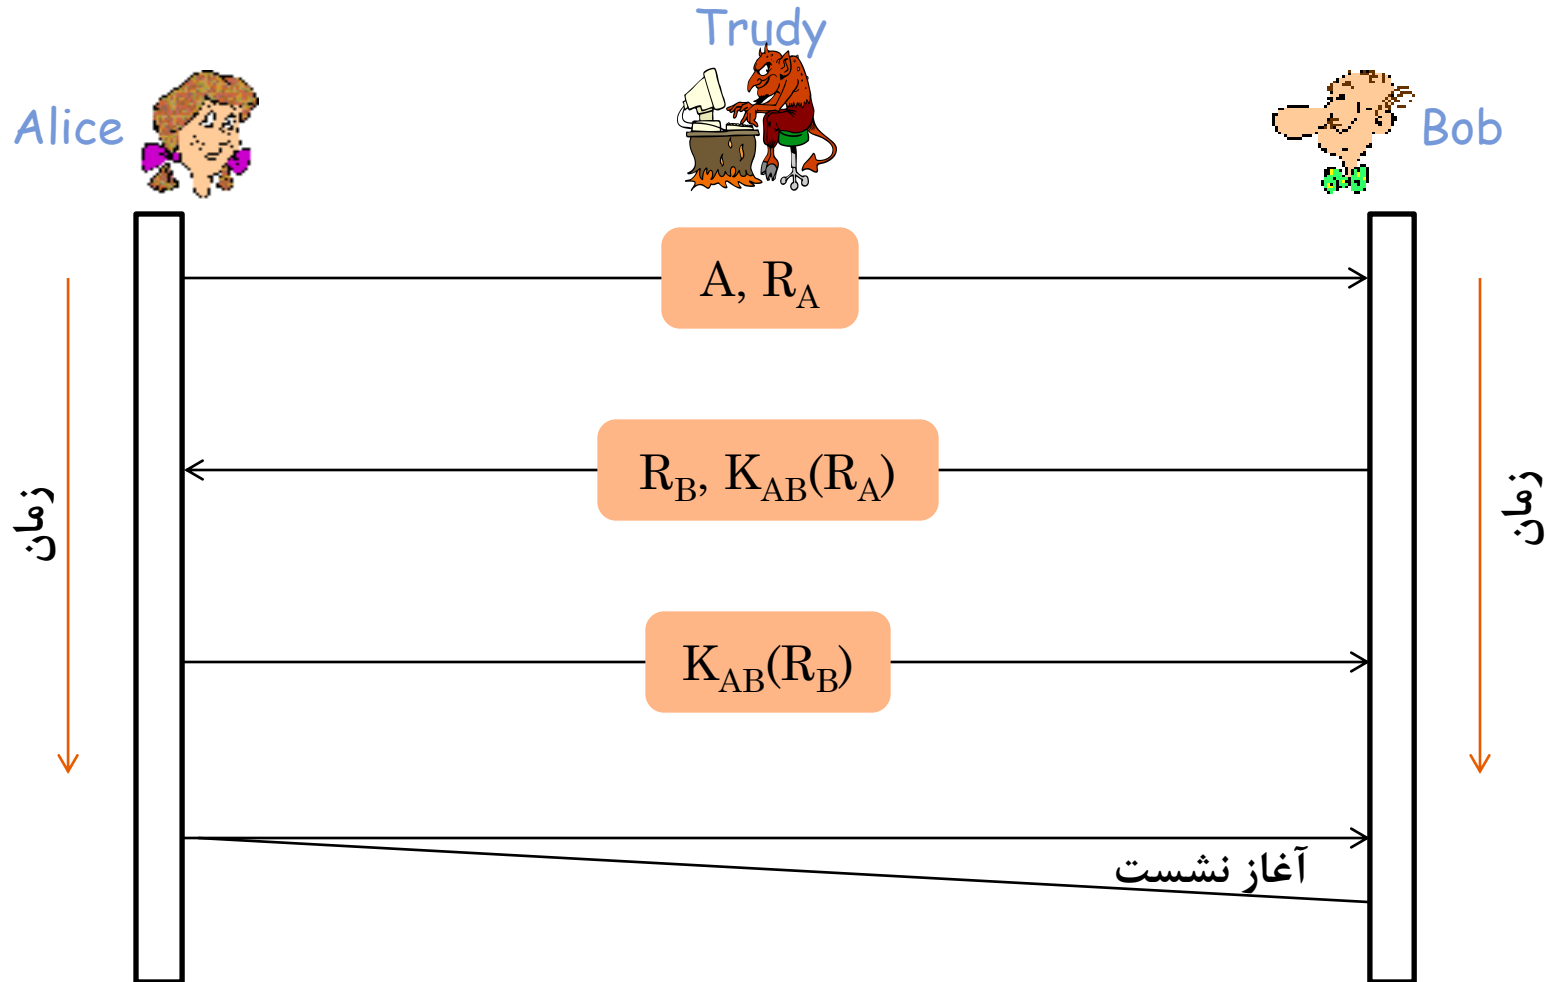 Trudy
Alice
Bob
A, R_A
R_B, K_AB(R_A)
زمان
زمان
K_AB(R_B)
آغاز نشست